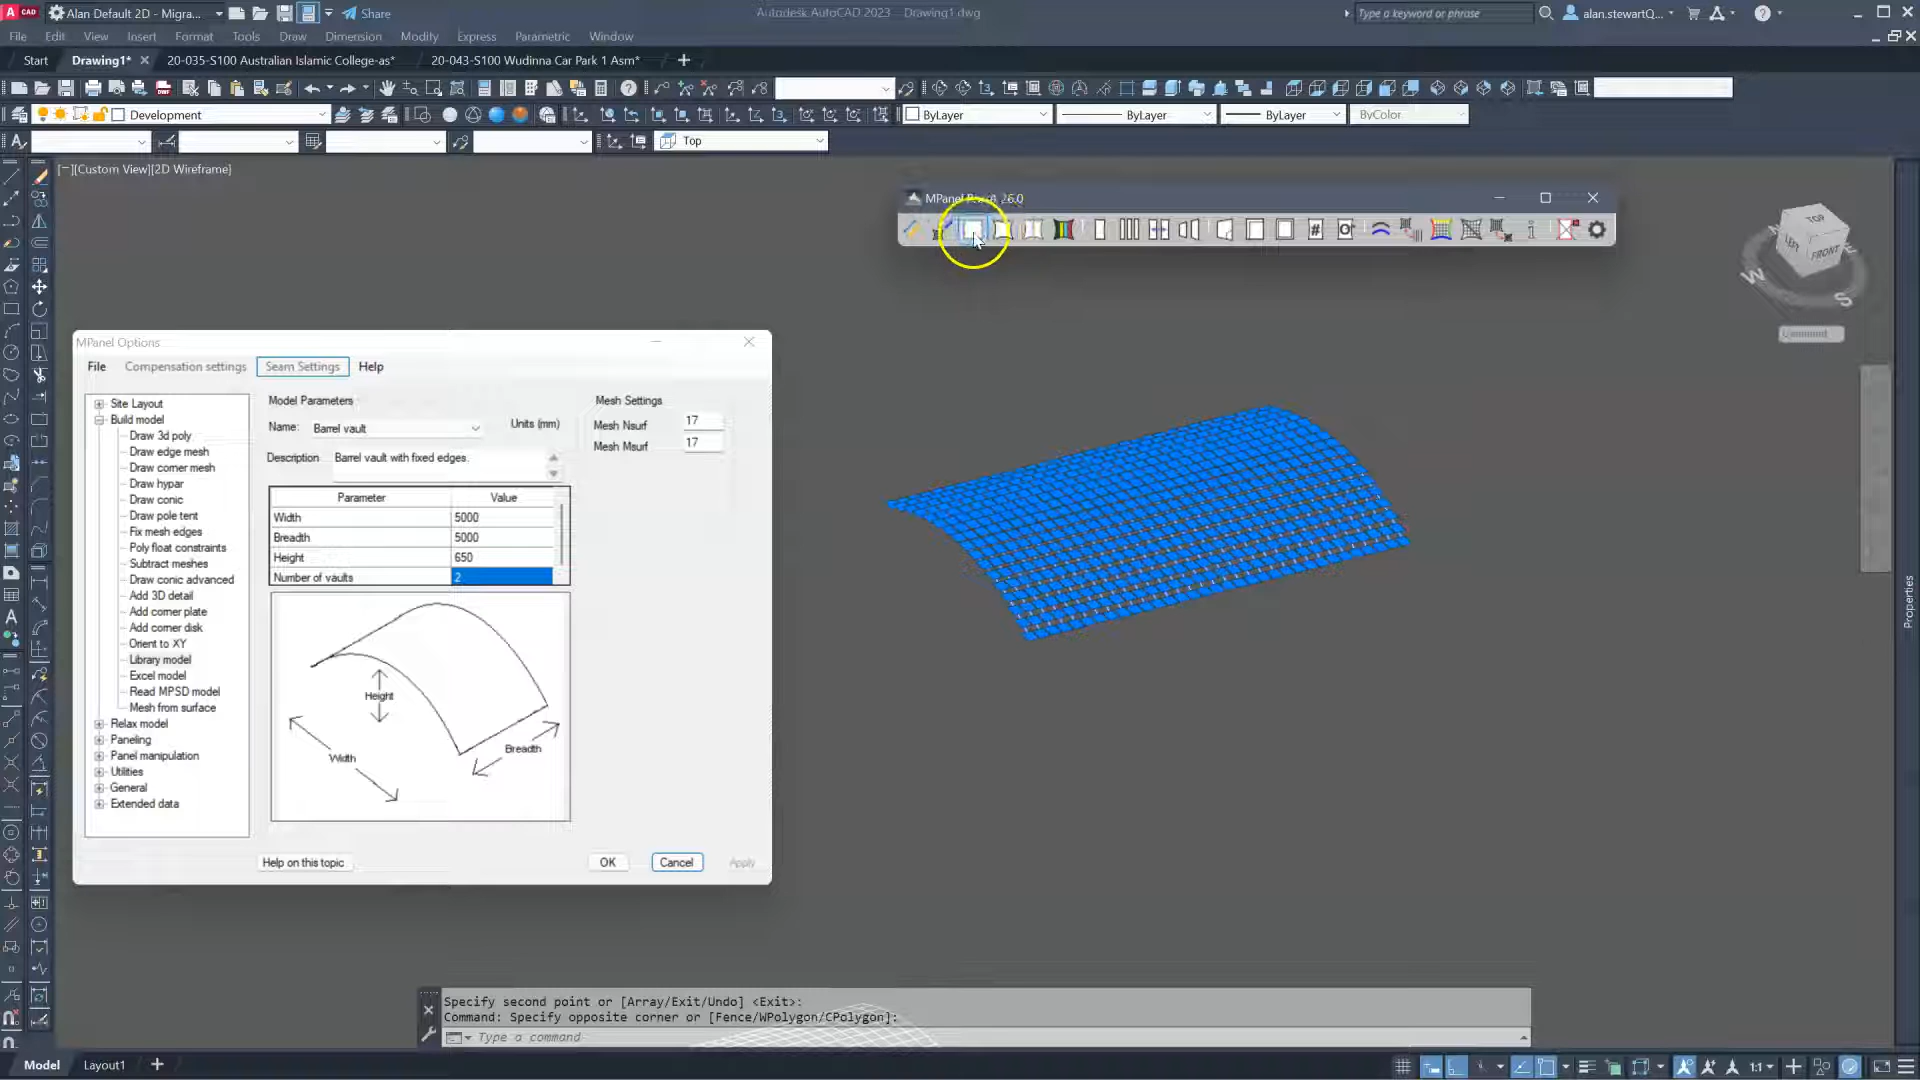 CAD
Alan Default 2D - Migra...
Share
Autodesk AutoCAD 2023 Drawing1.dwg
Type a keyword or phrase
alan.stewartQ...
File Edit View Insert Format Tools Draw Dimension Modify Express Parametric Window
Start Drawing1* 20-035-S100 Australian Islamic College-as* 20-043-S100 Wudinna Car Park 1 Asm*
Development
ByLayer ByLayer ByLayer ByColor
Top
[−][Custom View][2D Wireframe]
MPanel 26.0
TOP
LEFT FRONT
W S
MPanel Options
File Compensation settings Seam Settings Help
Site Layout
Build model
Draw 3d poly
Draw edge mesh
Draw corner mesh
Draw hypar
Draw conic
Draw pole tent
Fix mesh edges
Poly float constraints
Subtract meshes
Draw conic advanced
Add 3D detail
Add corner plate
Add corner disk
Orient to XY
Library model
Excel model
Read MPSD model
Mesh from surface
Relax model
Paneling
Panel manipulation
Utilities
General
Extended data
Model Parameters
Name: Barrel vault Units (mm)
Description Barrel vault with fixed edges.
Parameter Value
Width 5000
Breadth 5000
Height 650
Number of vaults 2
Height
Width
Breadth
Mesh Settings
Mesh Nsurf 17
Mesh Msurf 17
Help on this topic OK Cancel Apply
Properties
Specify second point or [Array/Exit/Undo] <Exit>:
Command: Specify opposite corner or [Fence/WPolygon/CPolygon]:
Type a command
Model Layout1
1:1